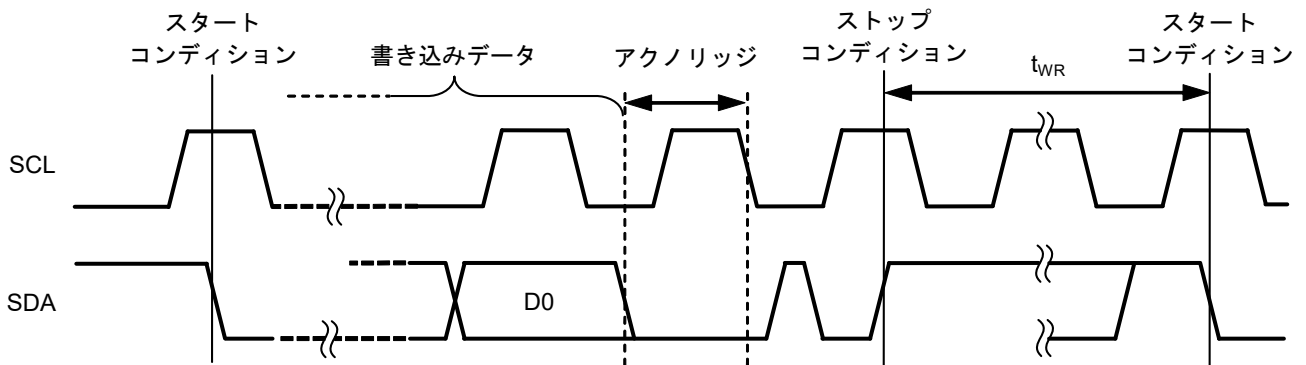 スタート
コンディション
書き込みデータ
アクノリッジ
ストップ
コンディション
tWR
スタート
コンディション
SCL
SDA
D0